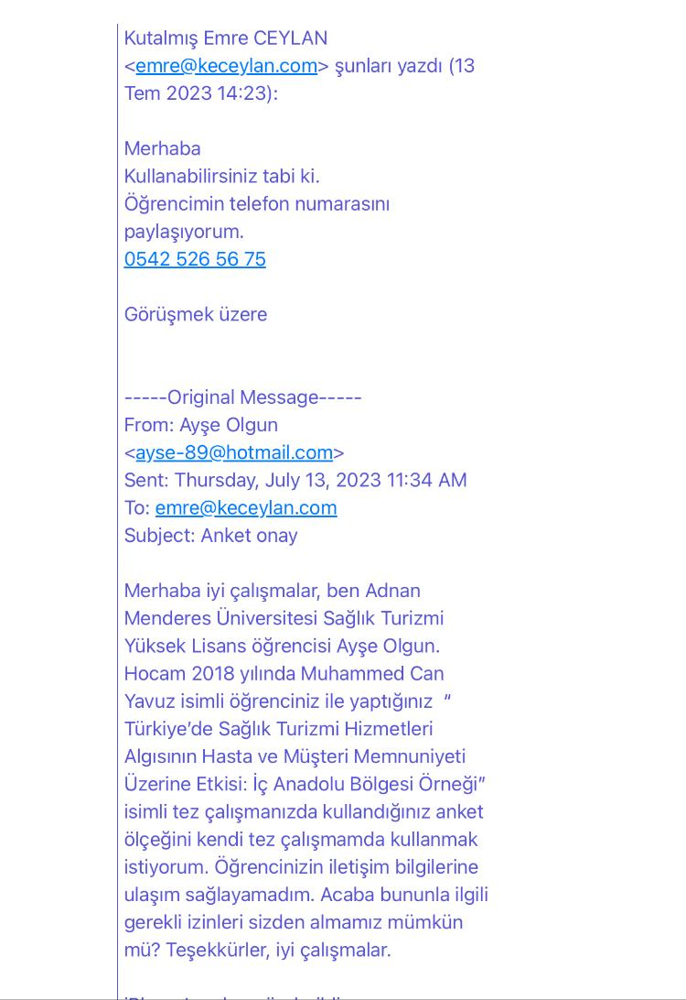 Kutalmış Emre CEYLAN
<emre@keceylan.com> şunları yazdı (13
Tem 2023 14:23):
Merhaba
Kullanabilirsiniz tabi ki.
Öğrencimin telefon numarasını
paylaşıyorum.
0542 526 56 75
Görüşmek üzere
-----Original Message-----
From: Ayşe Olgun
<ayse-89@hotmail.com>
Sent: Thursday, July 13, 2023 11:34 AM
To: emre@keceylan.com
Subject: Anket onay
Merhaba iyi çalışmalar, ben Adnan
Menderes Üniversitesi Sağlık Turizmi
Yüksek Lisans öğrencisi Ayşe Olgun.
Hocam 2018 yılında Muhammed Can
Yavuz isimli öğrenciniz ile yaptığınız “
Türkiye’de Sağlık Turizmi Hizmetleri
Algısının Hasta ve Müşteri Memnuniyeti
Üzerine Etkisi: İç Anadolu Bölgesi Örneği”
isimli tez çalışmanızda kullandığınız anket
ölçeğini kendi tez çalışmamda kullanmak
istiyorum. Öğrencinizin iletişim bilgilerine
ulaşım sağlayamadım. Acaba bununla ilgili
gerekli izinleri sizden almamız mümkün
mü? Teşekkürler, iyi çalışmalar.